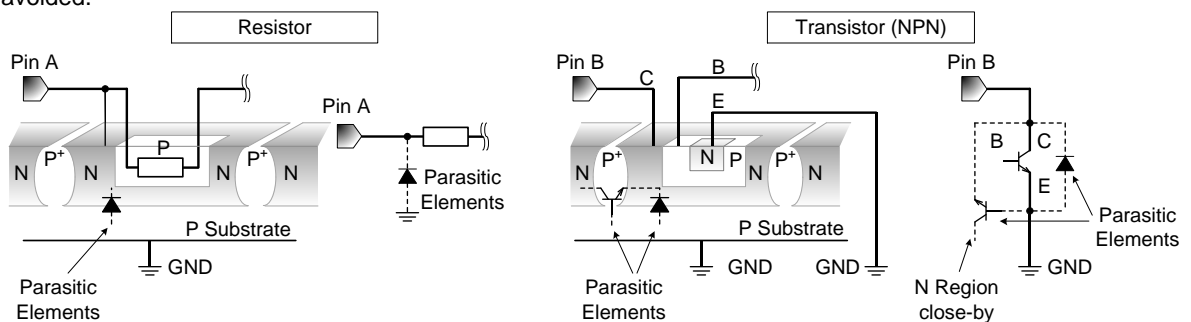 avoided.
Resistor
Transistor (NPN)
Pin A
Pin A
N
P+
N
P
N
P+
N
Parasitic
Elements
P Substrate
GND
Parasitic
Elements
Pin B
C
B
E
N
P+
N
N
P
N
P+
N
P Substrate
GND
GND
Parasitic
Elements
Pin B
B
C
E
Parasitic
Elements
GND
N Region
close-by